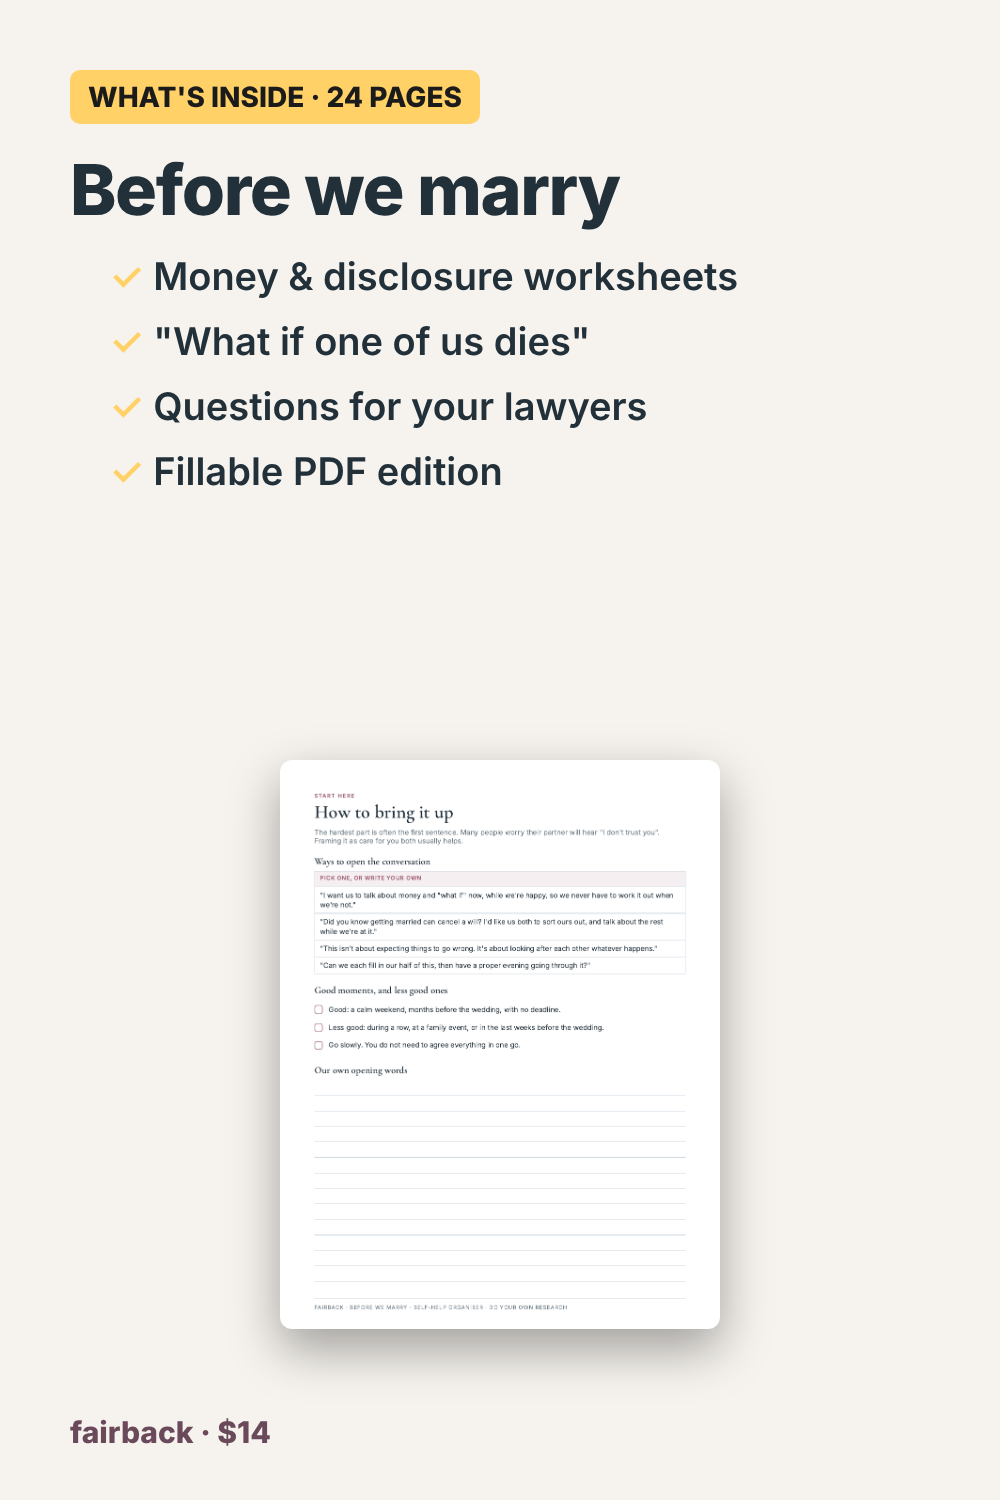 WHAT'S INSIDE · 24 PAGES
Before we marry
Money & disclosure worksheets
"What if one of us dies"
Questions for your lawyers
Fillable PDF edition
START HERE
How to bring it up
The hardest part is often the first sentence. Many people worry their partner will hear "I don't trust you".
Framing it as care for you both usually helps.
Ways to open the conversation
PICK ONE, OR WRITE YOUR OWN
"I want us to talk about money and "what if" now, while we're happy, so we never have to work it out when
we're not."
"Did you know getting married can cancel a will? I'd like us both to sort ours out, and talk about the rest
while we're at it."
"This isn't about expecting things to go wrong. It's about looking after each other whatever happens."
"Can we each fill in our half of this, then have a proper evening going through it?"
Good moments, and less good ones
Good: a calm weekend, months before the wedding, with no deadline.
Less good: during a row, at a family event, or in the last weeks before the wedding.
Go slowly. You do not need to agree everything in one go.
Our own opening words
FAIRBACK · BEFORE WE MARRY · SELF-HELP ORGANISER · DO YOUR OWN RESEARCH
fairback · $14